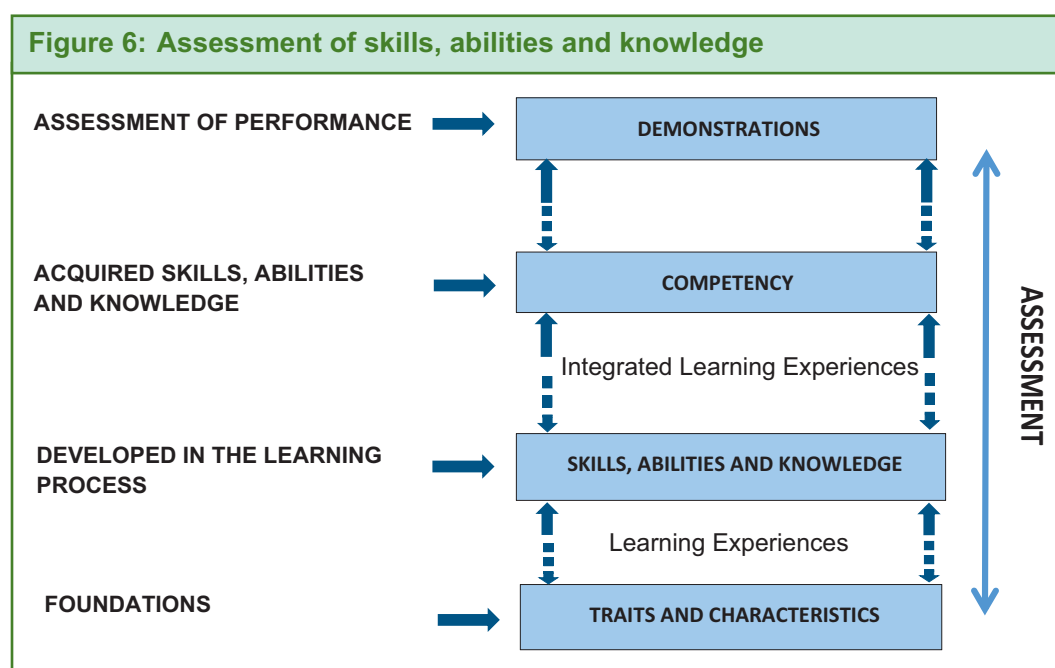 Figure 6: Assessment of skills, abilities and knowledge
ASSESSMENT OF PERFORMANCE
DEMONSTRATIONS
ACQUIRED SKILLS, ABILITIES
AND KNOWLEDGE
COMPETENCY
Integrated Learning Experiences
DEVELOPED IN THE LEARNING
PROCESS
SKILLS, ABILITIES AND KNOWLEDGE
Learning Experiences
FOUNDATIONS
TRAITS AND CHARACTERISTICS
ASSESSMENT